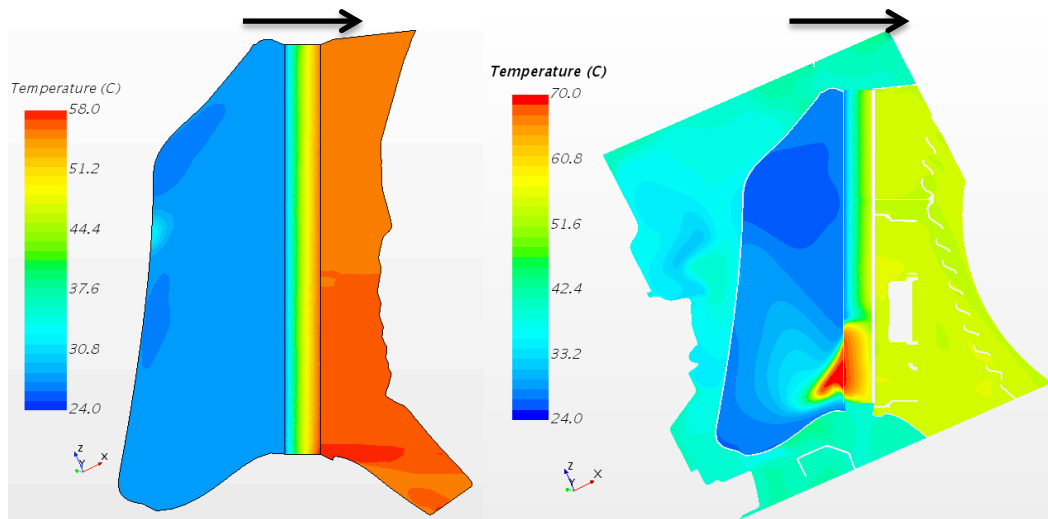 Temperature (C)
58.0
51.2
44.4
37.6
30.8
24.0
Z
Y
X
Temperature (C)
70.0
60.8
51.6
42.4
33.2
24.0
Z
Y
X